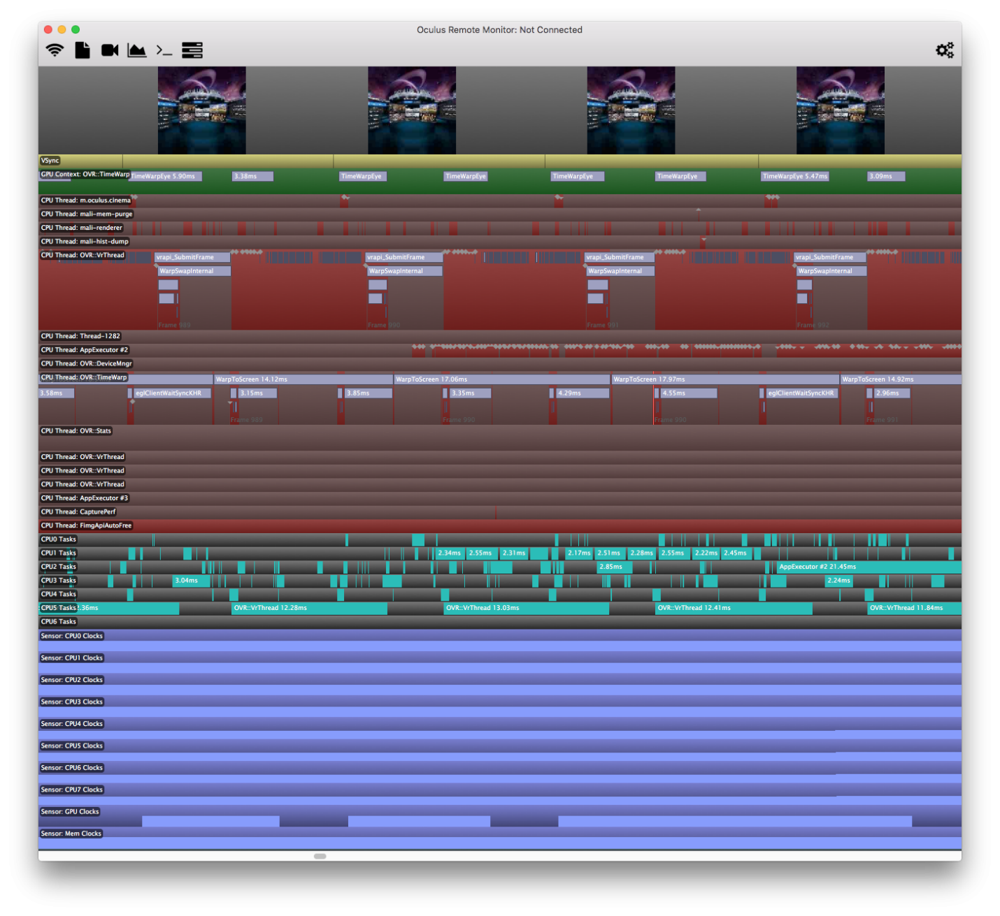 Oculus Remote Monitor: Not Connected
VSync
GPU Context: OVR::TimeWarp TimeWarpEye 5.90ms 3.38ms TimeWarpEye TimeWarpEye TimeWarpEye TimeWarpEye TimeWarpEye 5.47ms 3.09ms
CPU Thread: m.oculus.cinema
CPU Thread: mali-mem-purge
CPU Thread: mali-renderer
CPU Thread: mali-hist-dump
CPU Thread: OVR::VrThread vrapi_SubmitFrame vrapi_SubmitFrame vrapi_SubmitFrame vrapi_SubmitFrame
WarpSwapInternal WarpSwapInternal WarpSwapInternal WarpSwapInternal
Frame 989 Frame 990 Frame 991 Frame 992
CPU Thread: Thread-1282
CPU Thread: AppExecutor #2
CPU Thread: OVR::DeviceMngr
CPU Thread: OVR::TimeWarp WarpToScreen 14.12ms WarpToScreen 17.06ms WarpToScreen 17.97ms WarpToScreen 14.92ms
3.58ms eglClientWaitSyncKHR 3.15ms 3.85ms 3.35ms 4.29ms 4.55ms eglClientWaitSyncKHR 2.96ms
Frame 989 Frame 990 Frame 990 Frame 991
CPU Thread: OVR::Stats
CPU Thread: OVR::VrThread
CPU Thread: OVR::VrThread
CPU Thread: OVR::VrThread
CPU Thread: AppExecutor #3
CPU Thread: CapturePerf
CPU Thread: FimgApiAutoFree
CPU0 Tasks
CPU1 Tasks 2.34ms 2.55ms 2.31ms 2.17ms 2.51ms 2.28ms 2.55ms 2.22ms 2.45ms
CPU2 Tasks 2.85ms AppExecutor #2 21.45ms
CPU3 Tasks 3.04ms 2.24ms
CPU4 Tasks
CPU5 Tasks 2.36ms OVR::VrThread 12.28ms OVR::VrThread 13.03ms OVR::VrThread 12.41ms OVR::VrThread 11.84ms
CPU6 Tasks
Sensor: CPU0 Clocks
Sensor: CPU1 Clocks
Sensor: CPU2 Clocks
Sensor: CPU3 Clocks
Sensor: CPU4 Clocks
Sensor: CPU5 Clocks
Sensor: CPU6 Clocks
Sensor: CPU7 Clocks
Sensor: GPU Clocks
Sensor: Mem Clocks